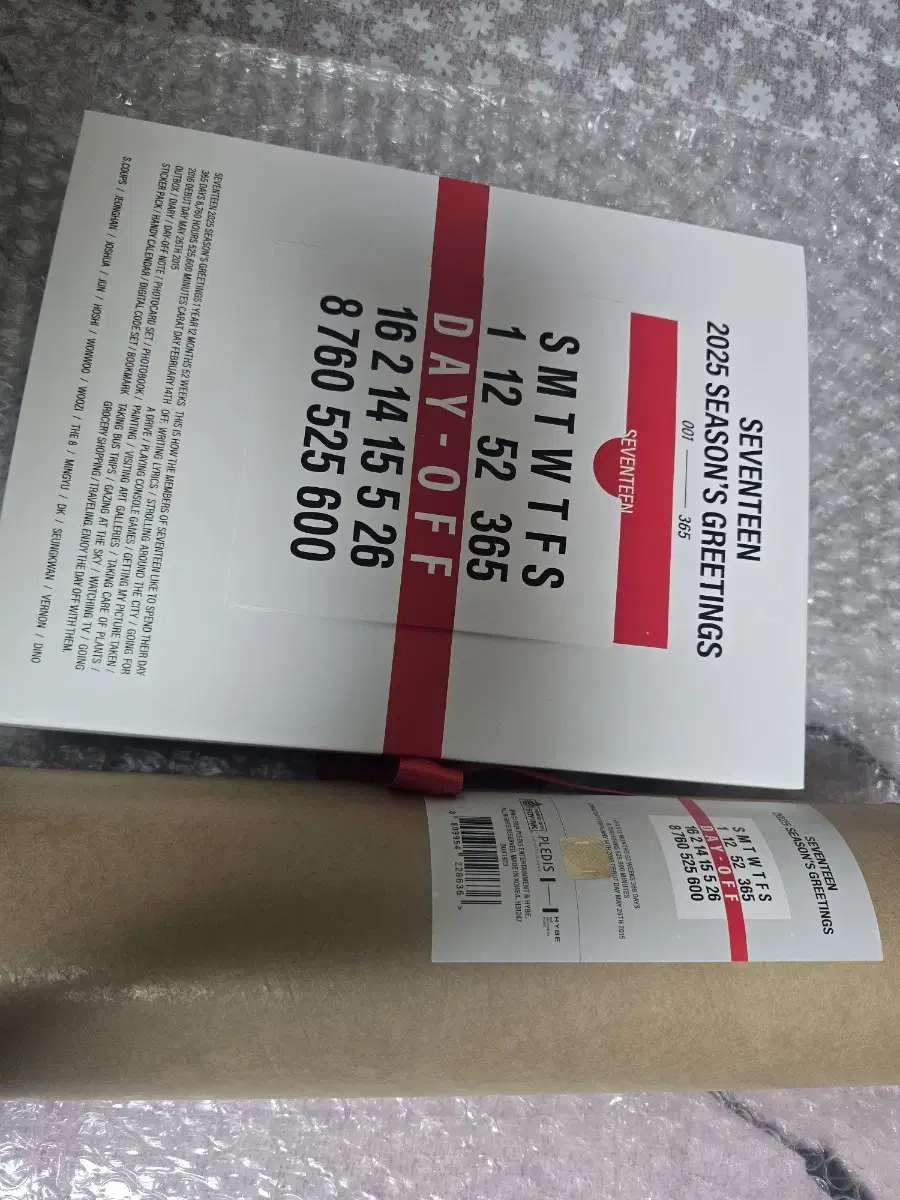 SEVENTEEN
2025 SEASON'S GREETINGS
001 365
SEVENTEEN
S M T W T F S
1 12 52 365
DAY-OFF
16 2 14 15 5 26
8 760 525 600
SEVENTEEN 2025 SEASON'S GREETINGS 1 YEAR 12 MONTHS 52 WEEKS
365 DAYS 8,760 HOURS 525,600 MINUTES CARAT DAY FEBRUARY 14TH
2016 DEBUT DAY MAY 26TH 2015
OUTBOX / DIARY / DAY-OFF NOTE / PHOTOCARD SET / PHOTOBOOK /
STICKER PACK / HANDY CALENDAR / DIGITAL CODE SET / BOOKMARK
THIS IS HOW THE MEMBERS OF SEVENTEEN LIKE TO SPEND THEIR DAY
OFF: WRITING LYRICS / STROLLING AROUND THE CITY / GOING FOR
A DRIVE / PLAYING CONSOLE GAMES / GETTING MY PICTURE TAKEN /
PAINTING / VISITING ART GALLERIES / TAKING CARE OF PLANTS /
TAKING BUS TRIPS / GAZING AT THE SKY / WATCHING TV / GOING
GROCERY SHOPPING / TRAVELING. ENJOY THE DAY OFF WITH THEM.
S.COUPS / JEONGHAN / JOSHUA / JUN / HOSHI / WONWOO / WOOZI / THE 8 / MINGYU / DK / SEUNGKWAN / VERNON / DINO
SEVENTEEN
2025 SEASON'S GREETINGS
S M T W T F S
1 12 52 365
DAY-OFF
16 2 14 15 5 26
8 760 525 600
PLEDIS
HYBE
8 809954 228636 >